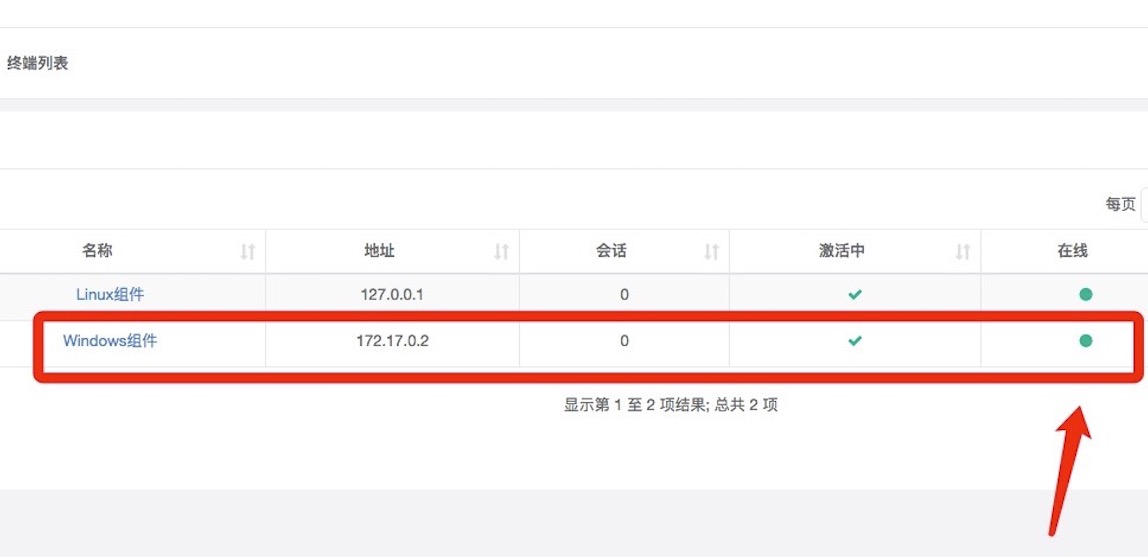 终端列表
每页
名称 地址 会话 激活中 在线
Linux组件 127.0.0.1 0
Windows组件 172.17.0.2 0
显示第 1 至 2 项结果; 总共 2 项